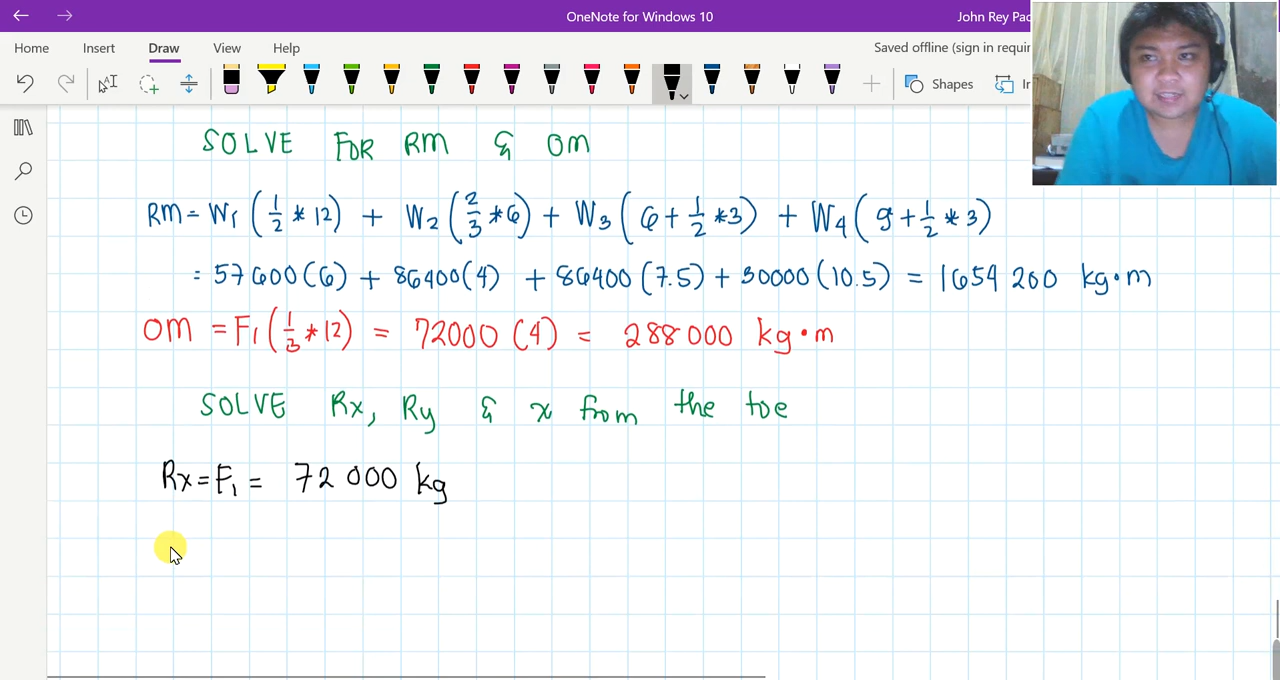 OneNote for Windows 10
John Rey Pac
Home Insert Draw View Help
Saved offline (sign in requir
Shapes
In
SOLVE FOR RM & OM
RM = W1 (1/2 * 12) + W2 (2/3 * 6) + W3 (6 + 1/2 * 3) + W4 (9 + 1/2 * 3)
= 57600(6) + 86400(4) + 86400(7.5) + 30000(10.5) = 1654 200 kg·m
OM = F1 (1/3 * 12) = 72000 (4) = 288 000 kg·m
SOLVE Rx, Ry & x from the toe
Rx = F1 = 72 000 kg